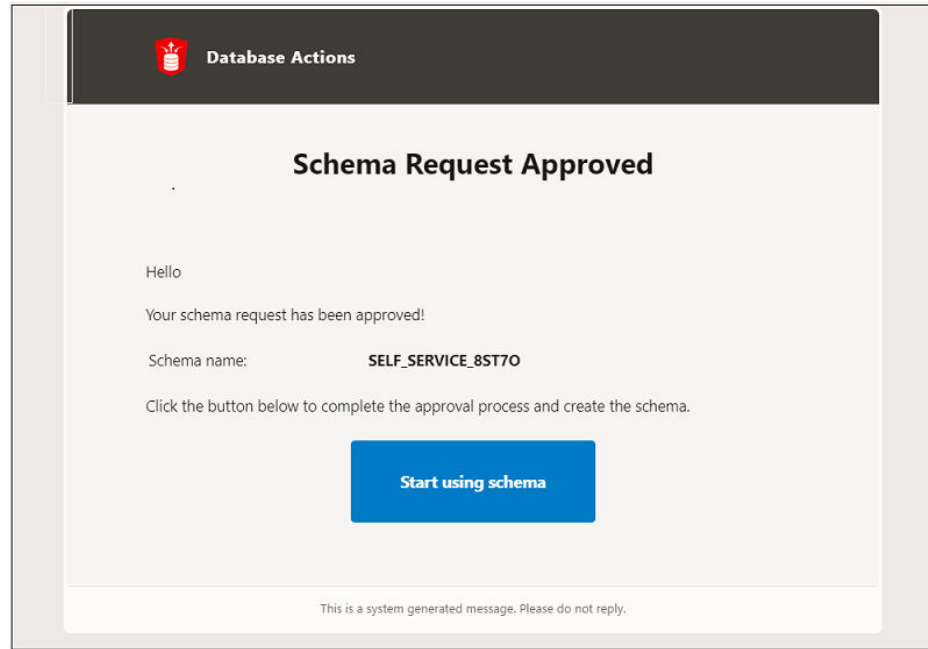 Database Actions
Schema Request Approved
Hello
Your schema request has been approved!
Schema name: SELF_SERVICE_8ST7O
Click the button below to complete the approval process and create the schema.
Start using schema
This is a system generated message. Please do not reply.